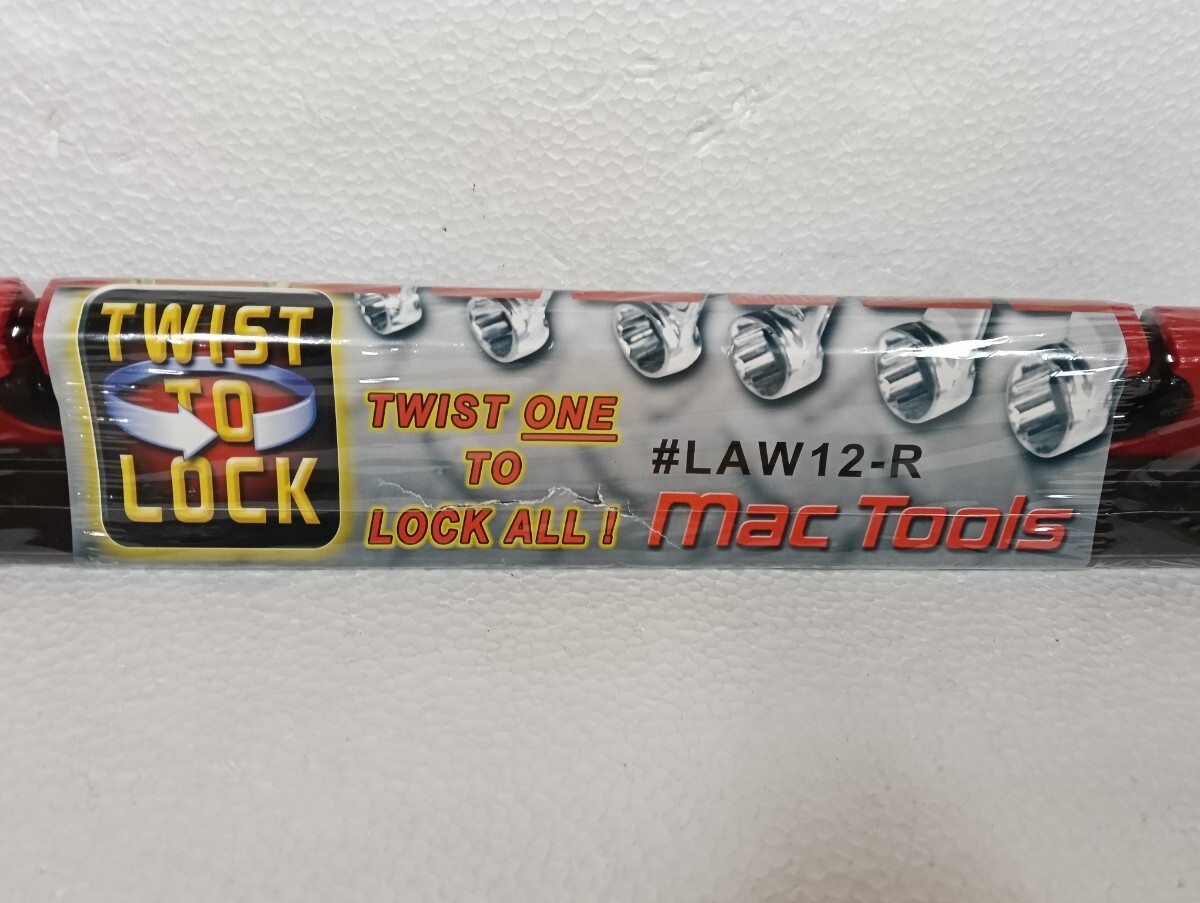 TWIST
TO
LOCK
TWIST ONE
TO
LOCK ALL !
#LAW12-R
mac Tools